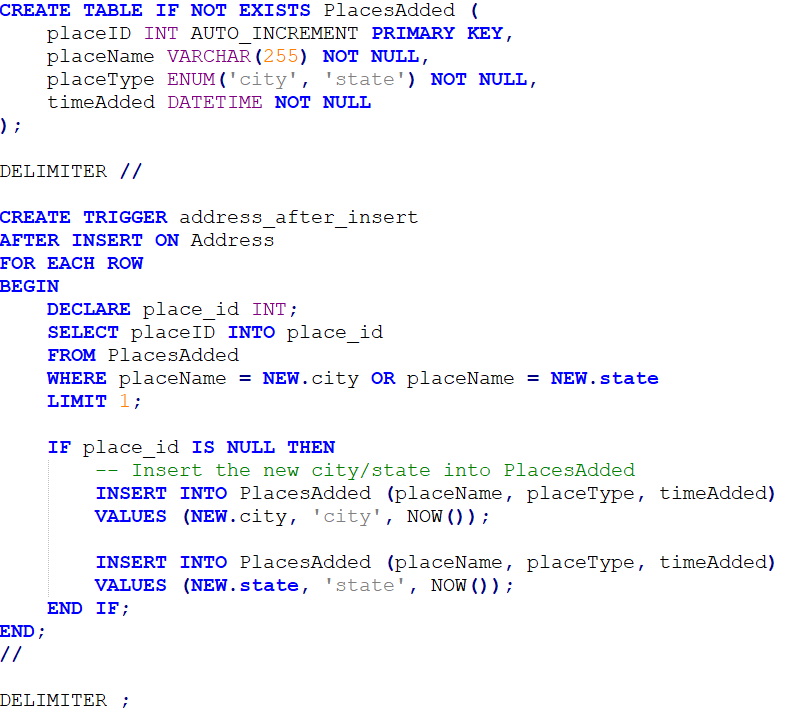 CREATE TABLE IF NOT EXISTS PlacesAdded (
    placeID INT AUTO_INCREMENT PRIMARY KEY,
    placeName VARCHAR(255) NOT NULL,
    placeType ENUM('city', 'state') NOT NULL,
    timeAdded DATETIME NOT NULL
);

DELIMITER //

CREATE TRIGGER address_after_insert
AFTER INSERT ON Address
FOR EACH ROW
BEGIN
    DECLARE place_id INT;
    SELECT placeID INTO place_id
    FROM PlacesAdded
    WHERE placeName = NEW.city OR placeName = NEW.state
    LIMIT 1;

    IF place_id IS NULL THEN
        -- Insert the new city/state into PlacesAdded
        INSERT INTO PlacesAdded (placeName, placeType, timeAdded)
        VALUES (NEW.city, 'city', NOW());

        INSERT INTO PlacesAdded (placeName, placeType, timeAdded)
        VALUES (NEW.state, 'state', NOW());
    END IF;
END;
//

DELIMITER ;